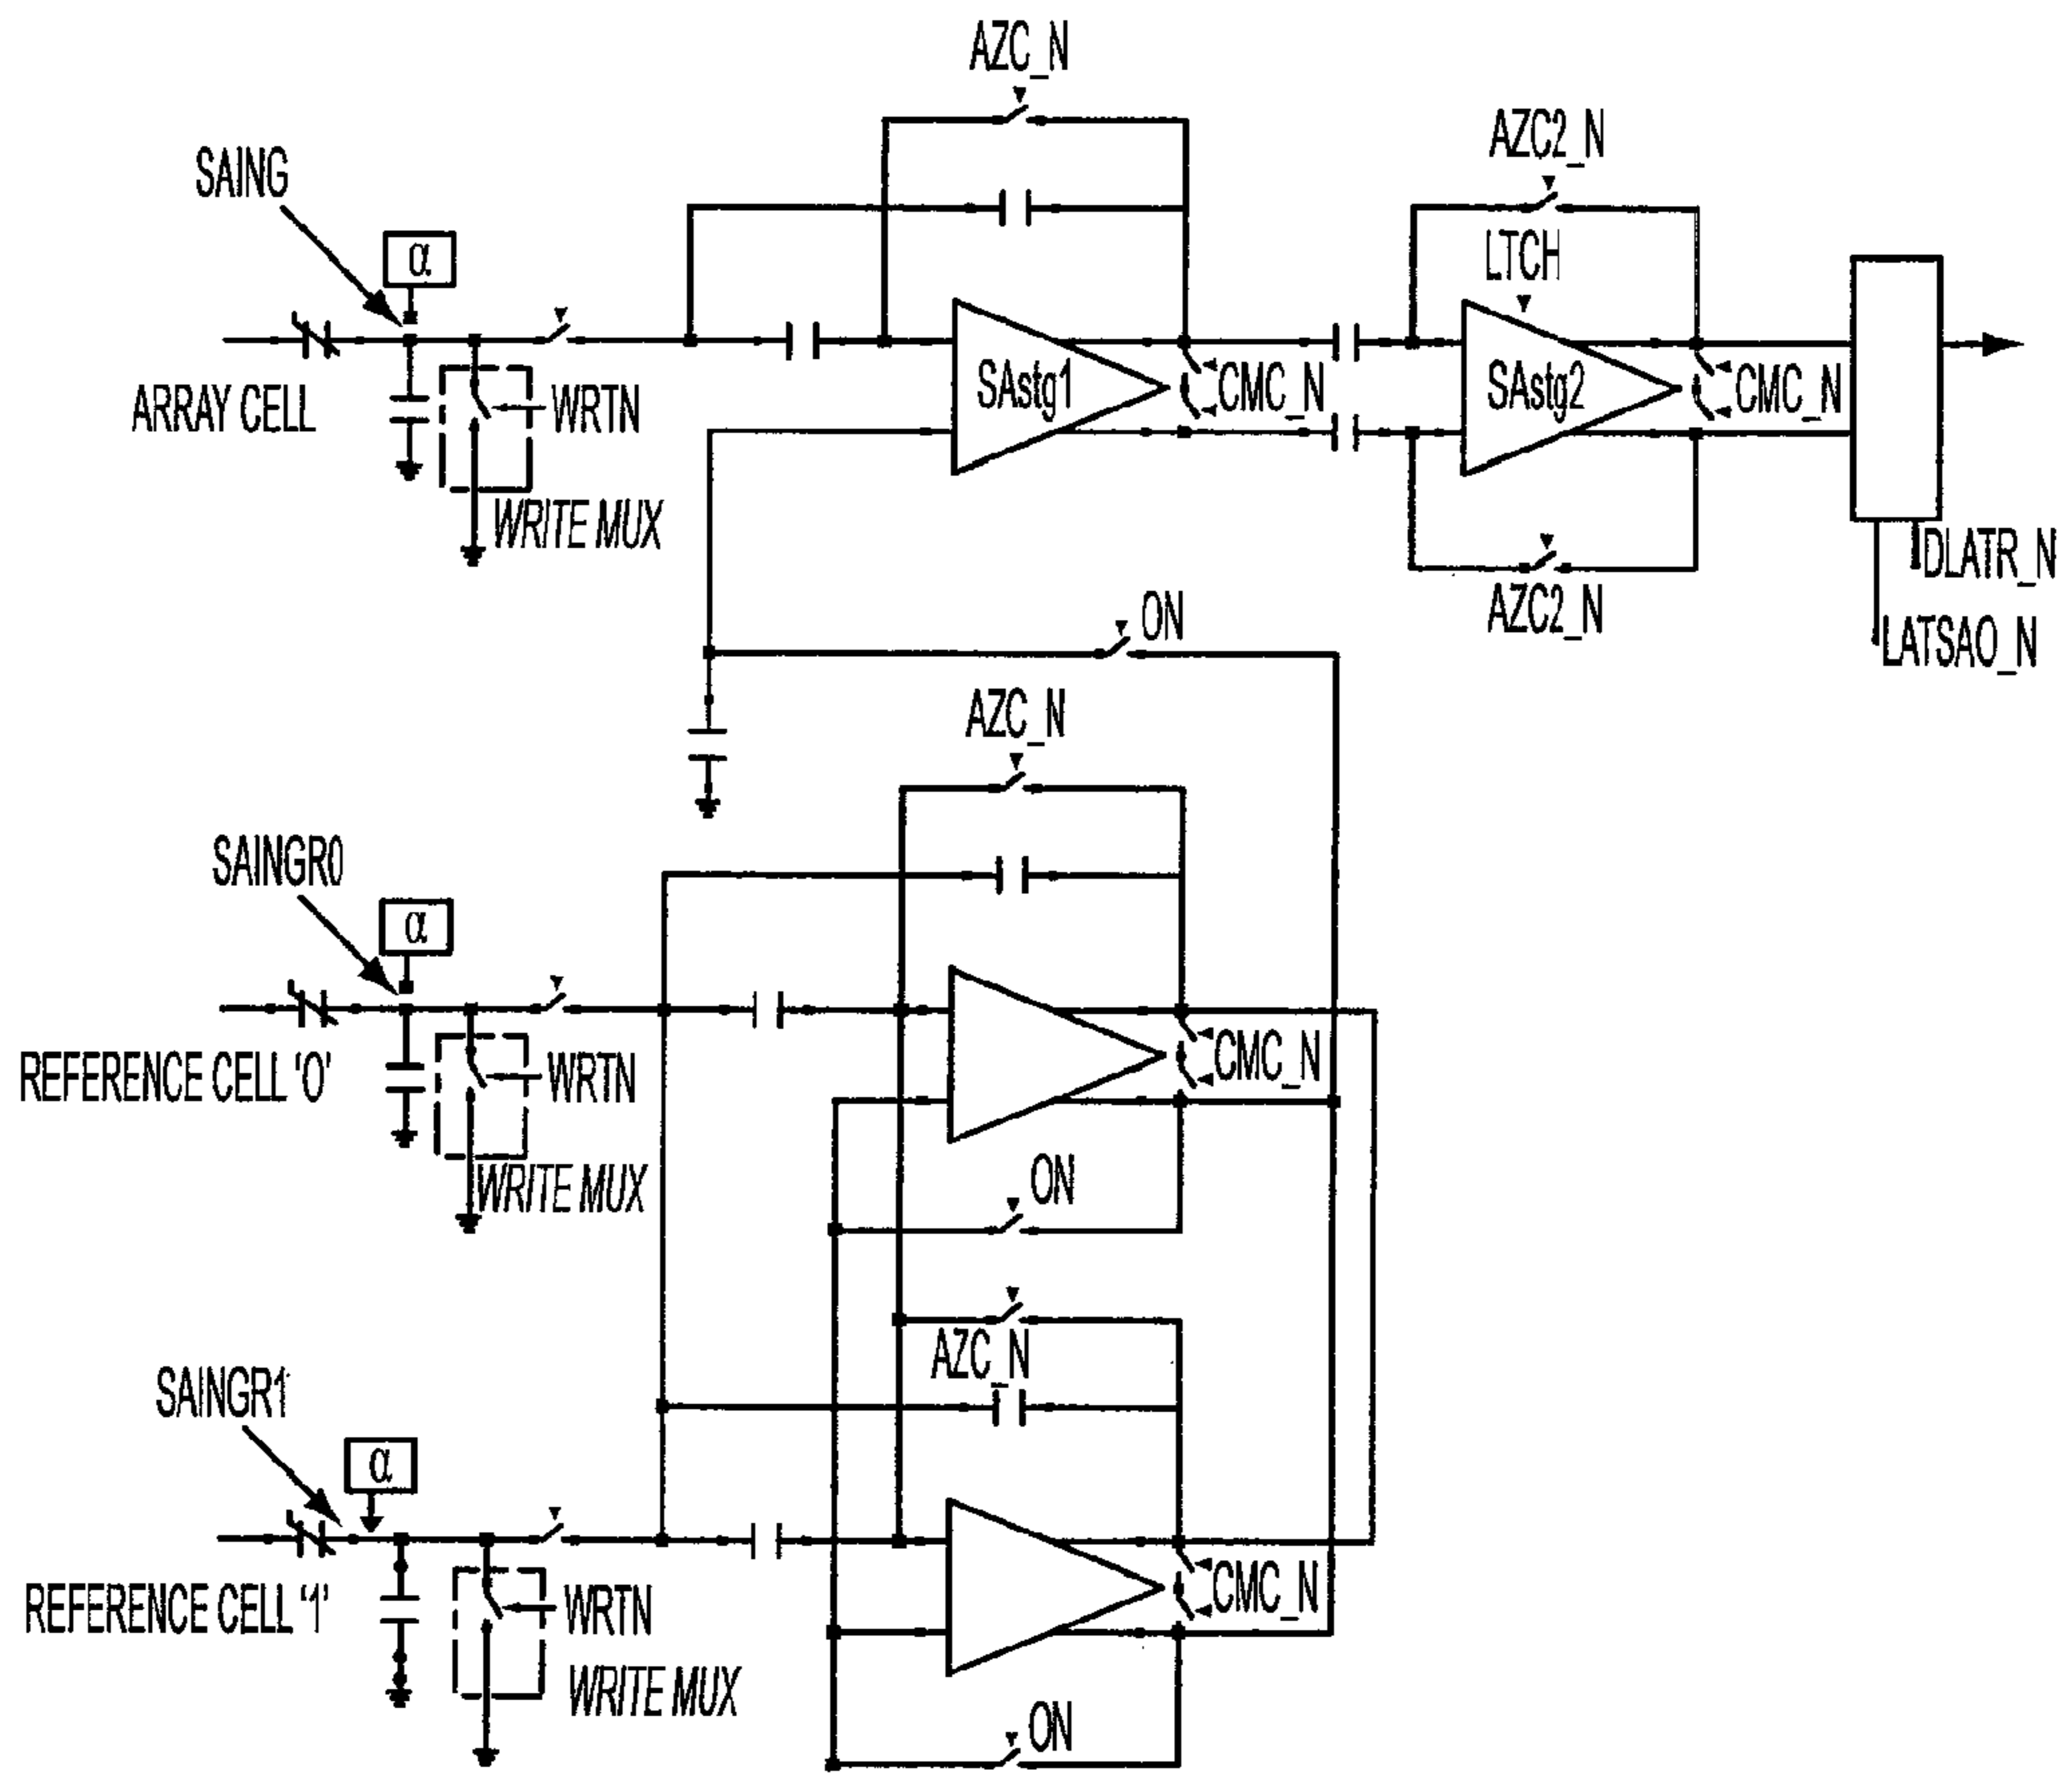 AZC_N
AZC2_N
SAING
α
LTCH
SAstg1
CMC_N
SAstg2
CMC_N
ARRAY CELL
WRTN
WRITE MUX
DLATR_N
AZC2_N
LATSAO_N
ON
AZC_N
SAINGR0
α
CMC_N
REFERENCE CELL '0'
WRTN
WRITE MUX
ON
AZC_N
SAINGR1
α
CMC_N
REFERENCE CELL '1'
WRTN
WRITE MUX
ON